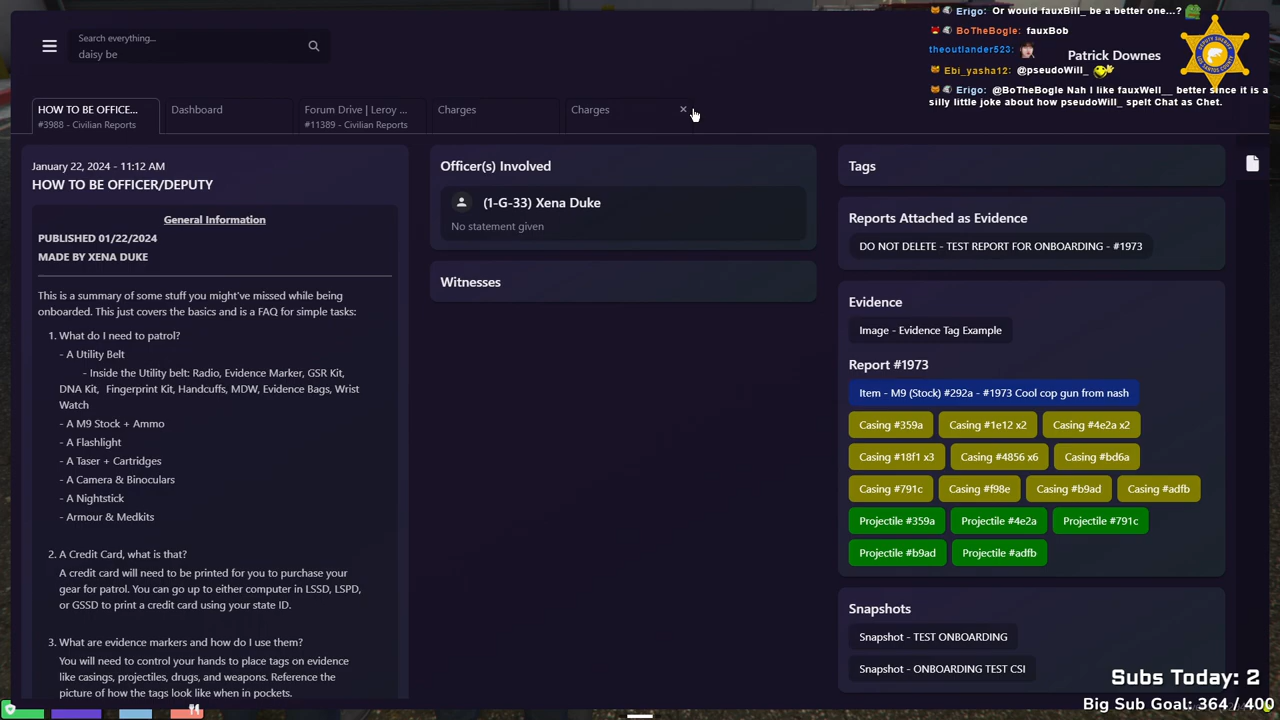 Search everything...
daisy be
Erigo: Or would fauxBill_ be a better one...?
BoTheBogle: fauxBob
theoutlander523:
Ebi_yasha12: @pseudoWill_
Erigo: @BoTheBogle Nah I like fauxWell__ better since it is a
silly little joke about how pseudoWill_ spelt Chat as Chet.
Patrick Downes
HOW TO BE OFFICE...
#3988 - Civilian Reports
Dashboard
Forum Drive | Leroy ...
#11389 - Civilian Reports
Charges
Charges
January 22, 2024 - 11:12 AM
HOW TO BE OFFICER/DEPUTY
General Information
PUBLISHED 01/22/2024
MADE BY XENA DUKE
This is a summary of some stuff you might've missed while being
onboarded. This just covers the basics and is a FAQ for simple tasks:
1. What do I need to patrol?
- A Utility Belt
- Inside the Utility belt: Radio, Evidence Marker, GSR Kit,
DNA Kit, Fingerprint Kit, Handcuffs, MDW, Evidence Bags, Wrist
Watch
- A M9 Stock + Ammo
- A Flashlight
- A Taser + Cartridges
- A Camera & Binoculars
- A Nightstick
- Armour & Medkits
2. A Credit Card, what is that?
A credit card will need to be printed for you to purchase your
gear for patrol. You can go up to either computer in LSSD, LSPD,
or GSSD to print a credit card using your state ID.
3. What are evidence markers and how do I use them?
You will need to control your hands to place tags on evidence
like casings, projectiles, drugs, and weapons. Reference the
picture of how the tags look like when in pockets.
Officer(s) Involved
(1-G-33) Xena Duke
No statement given
Witnesses
Tags
Reports Attached as Evidence
DO NOT DELETE - TEST REPORT FOR ONBOARDING - #1973
Evidence
Image - Evidence Tag Example
Report #1973
Item - M9 (Stock) #292a - #1973 Cool cop gun from nash
Casing #359a
Casing #1e12 x2
Casing #4e2a x2
Casing #18f1 x3
Casing #4856 x6
Casing #bd6a
Casing #791c
Casing #f98e
Casing #b9ad
Casing #adfb
Projectile #359a
Projectile #4e2a
Projectile #791c
Projectile #b9ad
Projectile #adfb
Snapshots
Snapshot - TEST ONBOARDING
Snapshot - ONBOARDING TEST CSI
Subs Today: 2
Big Sub Goal: 364 / 400